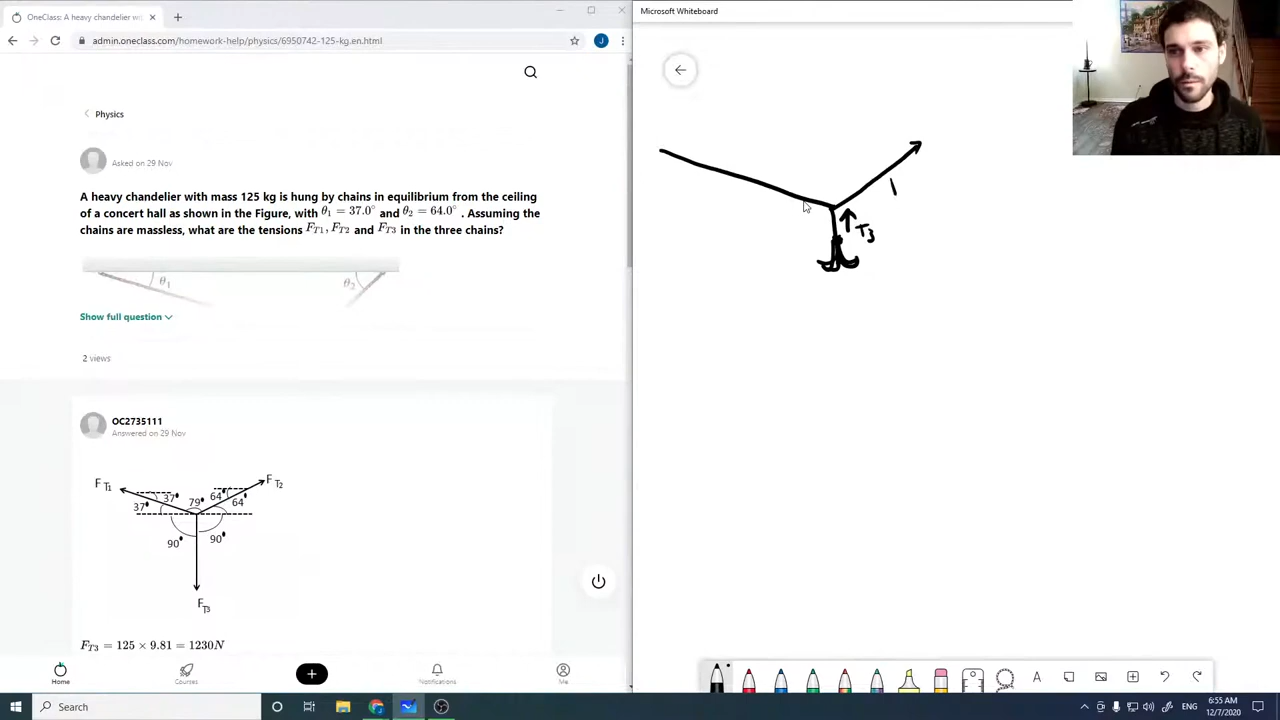 OneClass: A heavy chandelier wi
Microsoft Whiteboard
admin.oneclass.com/homework-help/physics/6950742-125-kg.en.html
J
Physics
Asked on 29 Nov
A heavy chandelier with mass 125 kg is hung by chains in equilibrium from the ceiling
of a concert hall as shown in the Figure, with θ1 = 37.0° and θ2 = 64.0° . Assuming the
chains are massless, what are the tensions FT1, FT2 and FT3 in the three chains?
θ1
θ2
Show full question
2 views
T3
OC2735111
Answered on 29 Nov
FT1
FT2
37°
37°
79°
64°
64°
90°
90°
FT3
FT3 = 125 × 9.81 = 1230N
Home
Courses
Notifications
Me
A
Search
ENG
6:55 AM
12/7/2020